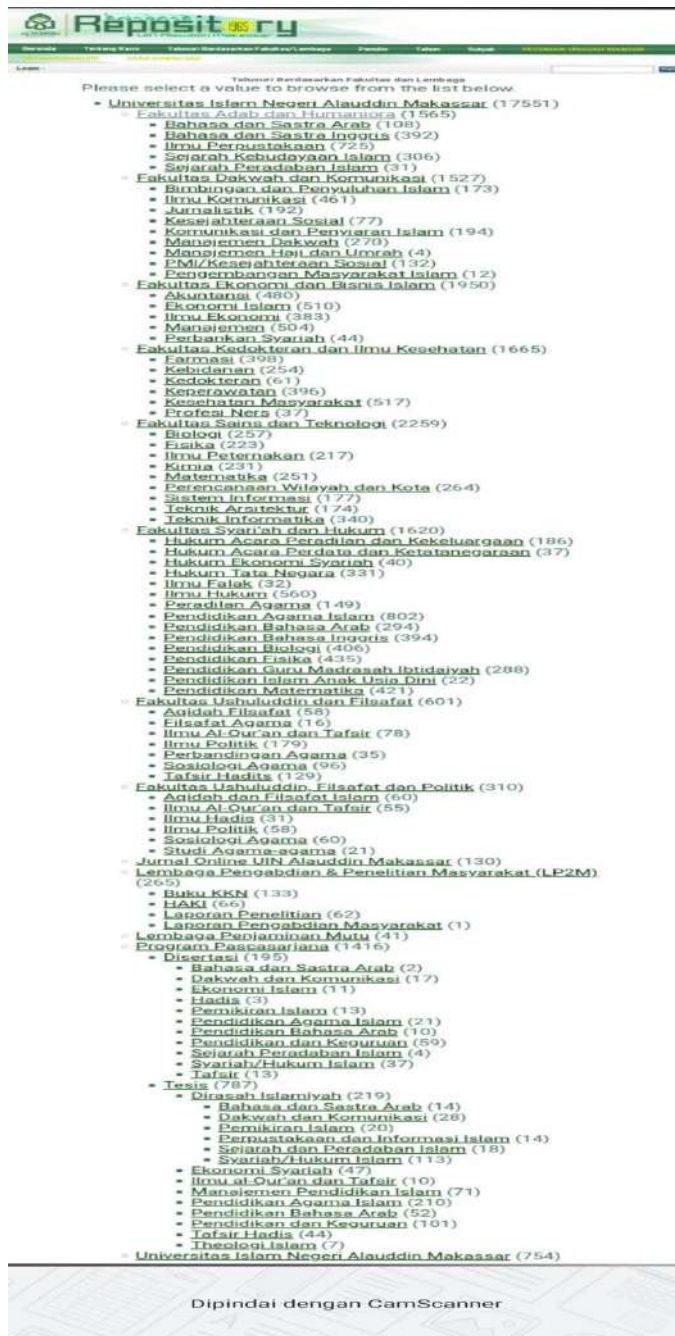 Repository
1965
UIN Alauddin Makassar
Beranda Tentang Kami Telusuri Berdasarkan Fakultas/Lembaga Penulis Tahun Subjek
Login
Telusuri Berdasarkan Fakultas dan Lembaga
Please select a value to browse from the list below.
Universitas Islam Negeri Alauddin Makassar (17551)
Fakultas Adab dan Humaniora (1565)
Bahasa dan Sastra Arab (108)
Bahasa dan Sastra Inggris (392)
Ilmu Perpustakaan (725)
Sejarah Kebudayaan Islam (306)
Sejarah Peradaban Islam (31)
Fakultas Dakwah dan Komunikasi (1527)
Bimbingan dan Penyuluhan Islam (173)
Ilmu Komunikasi (461)
Jurnalistik (192)
Kesejahteraan Sosial (77)
Komunikasi dan Penyiaran Islam (194)
Manajemen Dakwah (270)
Manajemen Haji dan Umrah (4)
PMI/Kesejahteraan Sosial (132)
Pengembangan Masyarakat Islam (12)
Fakultas Ekonomi dan Bisnis Islam (1950)
Akuntansi (480)
Ekonomi Islam (510)
Ilmu Ekonomi (383)
Manajemen (504)
Perbankan Syariah (44)
Fakultas Kedokteran dan Ilmu Kesehatan (1665)
Farmasi (398)
Kebidanan (254)
Kedokteran (61)
Keperawatan (396)
Kesehatan Masyarakat (517)
Profesi Ners (37)
Fakultas Sains dan Teknologi (2259)
Biologi (257)
Fisika (223)
Ilmu Peternakan (217)
Kimia (231)
Matematika (251)
Perencanaan Wilayah dan Kota (264)
Sistem Informasi (177)
Teknik Arsitektur (174)
Teknik Informatika (340)
Fakultas Syari'ah dan Hukum (1620)
Hukum Acara Peradilan dan Kekeluargaan (186)
Hukum Acara Perdata dan Ketatanegaraan (37)
Hukum Ekonomi Syariah (40)
Hukum Tata Negara (331)
Ilmu Falak (32)
Ilmu Hukum (560)
Peradilan Agama (149)
Pendidikan Agama Islam (802)
Pendidikan Bahasa Arab (294)
Pendidikan Bahasa Inggris (394)
Pendidikan Biologi (406)
Pendidikan Fisika (435)
Pendidikan Guru Madrasah Ibtidaiyah (288)
Pendidikan Islam Anak Usia Dini (22)
Pendidikan Matematika (421)
Fakultas Ushuluddin dan Filsafat (601)
Aqidah Filsafat (58)
Filsafat Agama (16)
Ilmu Al-Qur'an dan Tafsir (78)
Ilmu Politik (179)
Perbandingan Agama (35)
Sosiologi Agama (96)
Tafsir Hadits (129)
Fakultas Ushuluddin, Filsafat dan Politik (310)
Aqidah dan Filsafat Islam (60)
Ilmu Al-Qur'an dan Tafsir (55)
Ilmu Hadis (31)
Ilmu Politik (58)
Sosiologi Agama (60)
Studi Agama-agama (21)
Jurnal Online UIN Alauddin Makassar (130)
Lembaga Pengabdian & Penelitian Masyarakat (LP2M)
(265)
Buku KKN (133)
HAKI (66)
Laporan Penelitian (62)
Laporan Pengabdian Masyarakat (1)
Lembaga Penjaminan Mutu (41)
Program Pascasarjana (1416)
Disertasi (195)
Bahasa dan Sastra Arab (2)
Dakwah dan Komunikasi (17)
Ekonomi Islam (11)
Hadis (3)
Pemikiran Islam (13)
Pendidikan Agama Islam (21)
Pendidikan Bahasa Arab (10)
Pendidikan dan Keguruan (59)
Sejarah Peradaban Islam (4)
Syariah/Hukum Islam (37)
Tafsir (13)
Tesis (787)
Dirasah Islamiyah (219)
Bahasa dan Sastra Arab (14)
Dakwah dan Komunikasi (28)
Pemikiran Islam (20)
Perpustakaan dan Informasi Islam (14)
Sejarah dan Peradaban Islam (18)
Syariah/Hukum Islam (113)
Ekonomi Syariah (47)
Ilmu al-Qur'an dan Tafsir (10)
Manajemen Pendidikan Islam (71)
Pendidikan Agama Islam (210)
Pendidikan Bahasa Arab (52)
Pendidikan dan Keguruan (101)
Tafsir Hadis (44)
Theologi Islam (7)
Universitas Islam Negeri Alauddin Makassar (754)
Dipindai dengan CamScanner